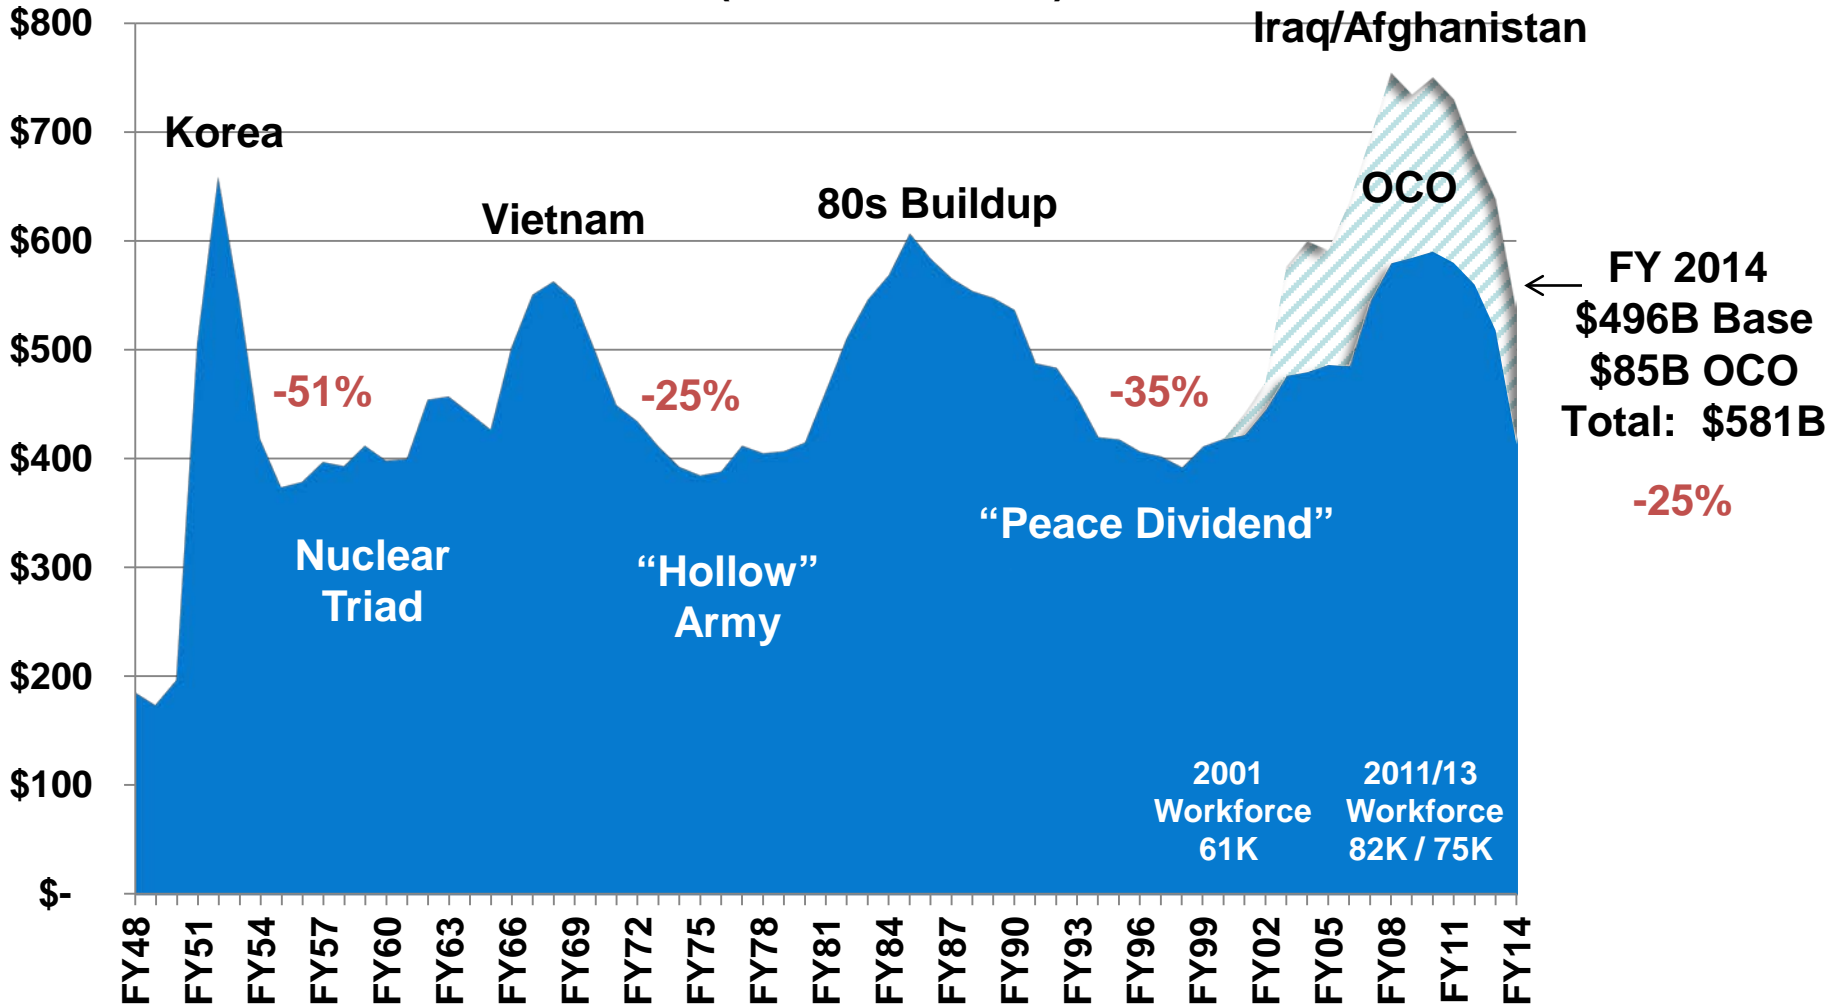 $800
$700
$600
$500
$400
$300
$200
$100
$-
Iraq/Afghanistan
Korea
Vietnam
80s Buildup
OCO
FY 2014
$496B Base
$85B OCO
Total: $581B
-25%
-51%
-25%
-35%
Nuclear
Triad
“Hollow”
Army
“Peace Dividend”
2001
Workforce
61K
2011/13
Workforce
82K / 75K
FY48
FY51
FY54
FY57
FY60
FY63
FY66
FY69
FY72
FY75
FY78
FY81
FY84
FY87
FY90
FY93
FY96
FY99
FY02
FY05
FY08
FY11
FY14